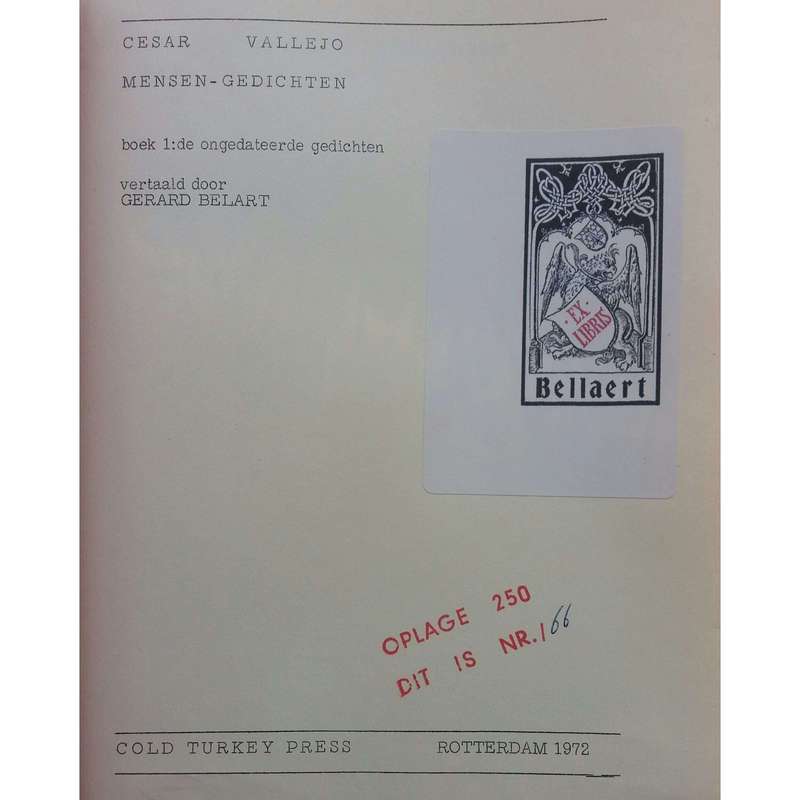 CESAR VALLEJO
MENSEN-GEDICHTEN
boek 1:de ongedateerde gedichten
vertaald door
GERARD BELART
EX
LIBRIS
Bellaert
OPLAGE 250
DIT IS NR./66
COLD TURKEY PRESS ROTTERDAM 1972